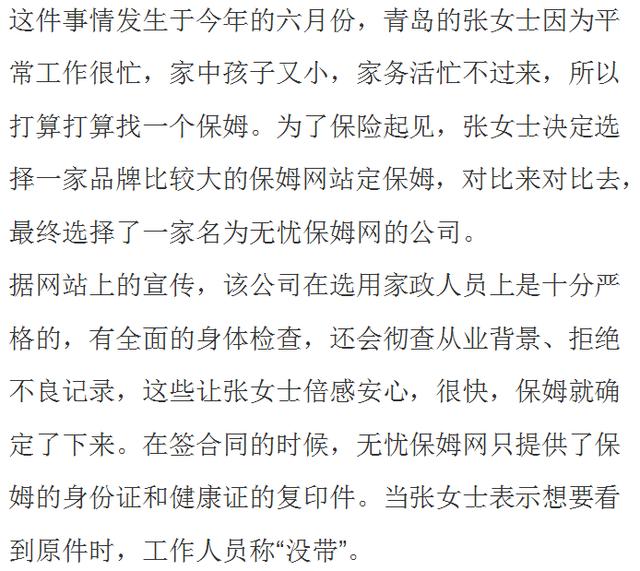 这件事情发生于今年的六月份，青岛的张女士因为平
常工作很忙，家中孩子又小，家务活忙不过来，所以
打算打算找一个保姆。为了保险起见，张女士决定选
择一家品牌比较大的保姆网站定保姆，对比来对比去，
最终选择了一家名为无忧保姆网的公司。
据网站上的宣传，该公司在选用家政人员上是十分严
格的，有全面的身体检查，还会彻查从业背景、拒绝
不良记录，这些让张女士倍感安心，很快，保姆就确
定了下来。在签合同的时候，无忧保姆网只提供了保
姆的身份证和健康证的复印件。当张女士表示想要看
到原件时，工作人员称“没带”。